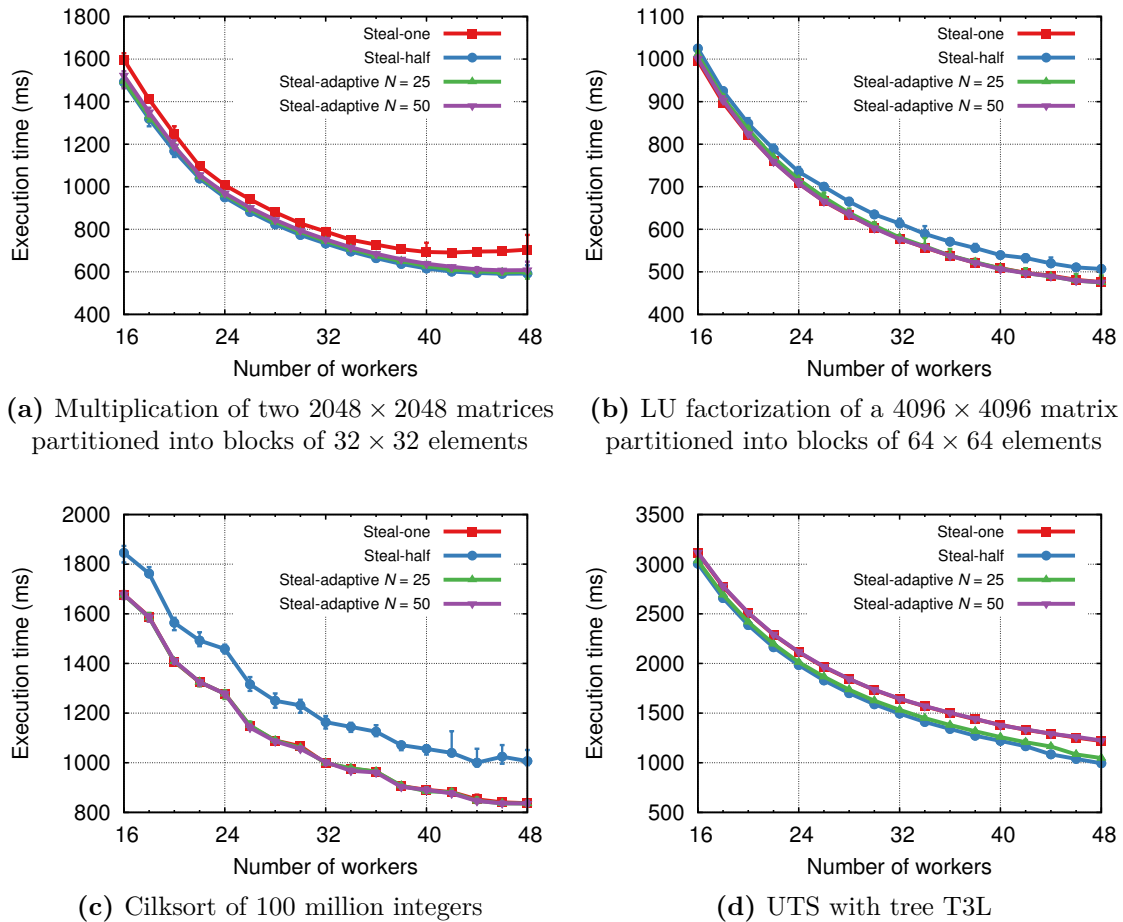 1800
1600
1400
1200
1000
800
600
400
16 24 32 40 48
Execution time (ms)
Number of workers
Steal-one
Steal-half
Steal-adaptive N = 25
Steal-adaptive N = 50
(a) Multiplication of two 2048 × 2048 matrices
partitioned into blocks of 32 × 32 elements
1100
1000
900
800
700
600
500
400
16 24 32 40 48
Execution time (ms)
Number of workers
Steal-one
Steal-half
Steal-adaptive N = 25
Steal-adaptive N = 50
(b) LU factorization of a 4096 × 4096 matrix
partitioned into blocks of 64 × 64 elements
2000
1800
1600
1400
1200
1000
800
16 24 32 40 48
Execution time (ms)
Number of workers
Steal-one
Steal-half
Steal-adaptive N = 25
Steal-adaptive N = 50
(c) Cilksort of 100 million integers
3500
3000
2500
2000
1500
1000
500
16 24 32 40 48
Execution time (ms)
Number of workers
Steal-one
Steal-half
Steal-adaptive N = 25
Steal-adaptive N = 50
(d) UTS with tree T3L